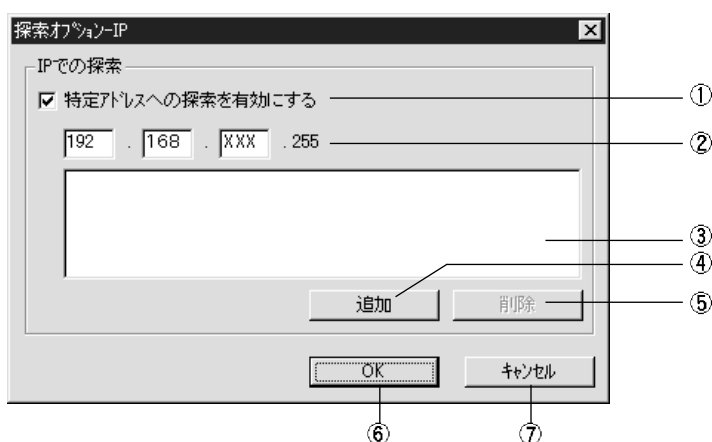 探索オプション-IP
IPでの探索
特定アドレスへの探索を有効にする ①
192 . 168 . XXX . 255 ②
③
④
追加 削除 ⑤
OK キャンセル
⑥ ⑦